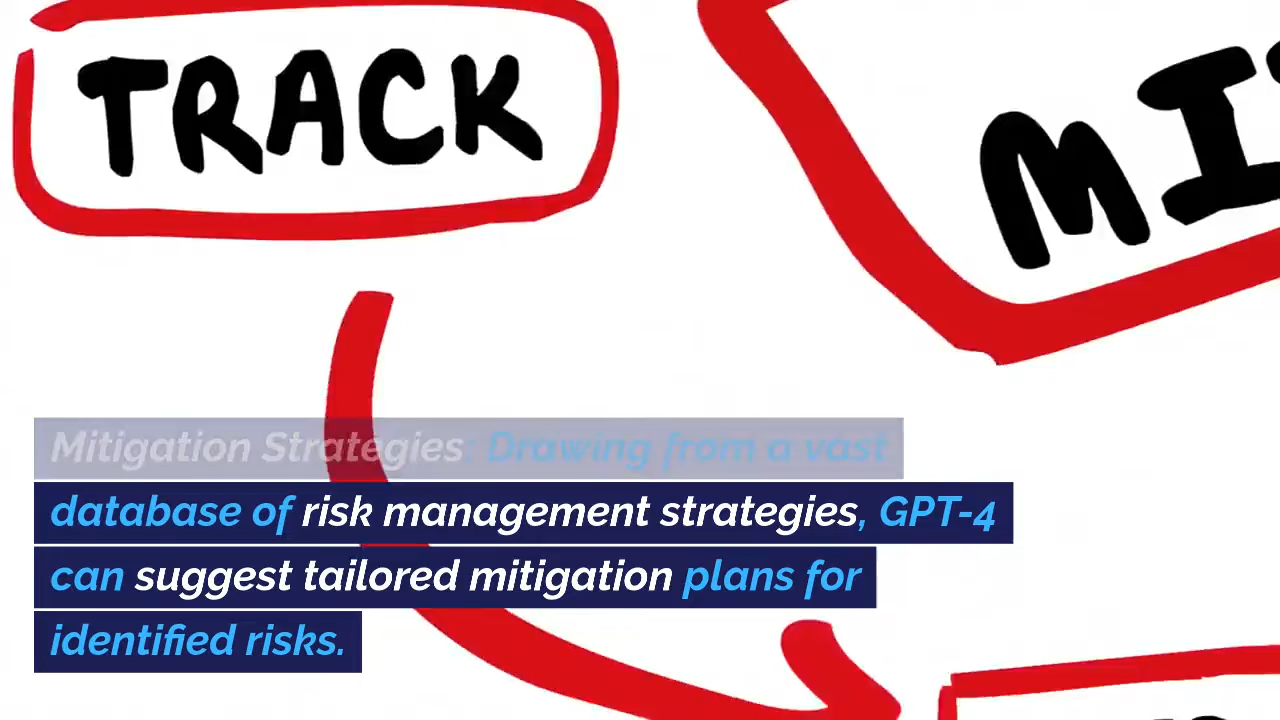 TRACK
Mitigation Strategies: Drawing from a vast
database of risk management strategies, GPT-4
can suggest tailored mitigation plans for
identified risks.